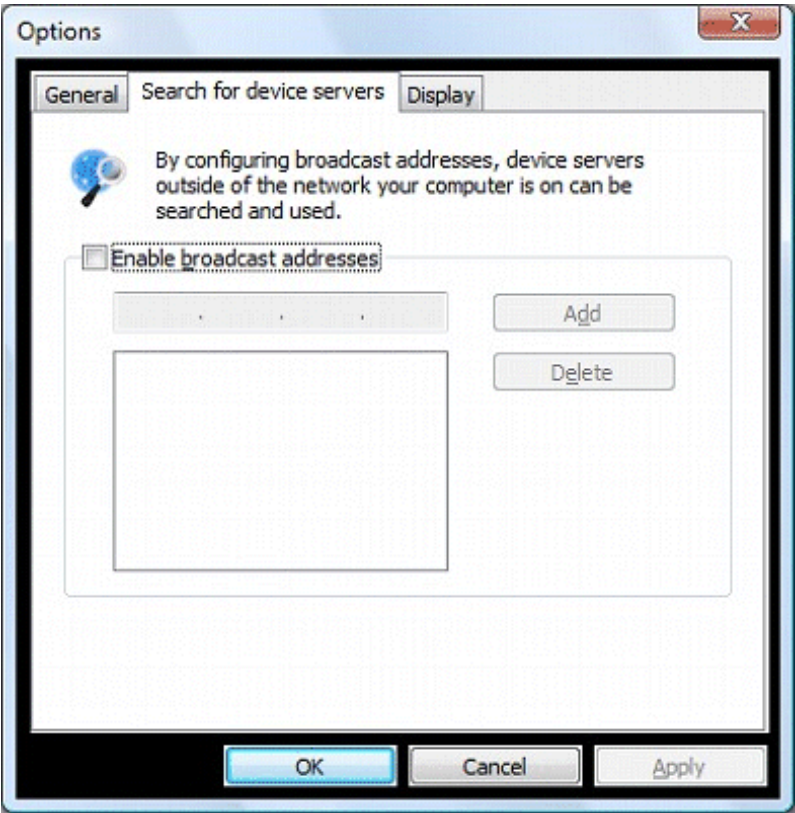 Options
General
Search for device servers
Display
By configuring broadcast addresses, device servers
outside of the network your computer is on can be
searched and used.
Enable broadcast addresses
. . .
Add
Delete
OK
Cancel
Apply